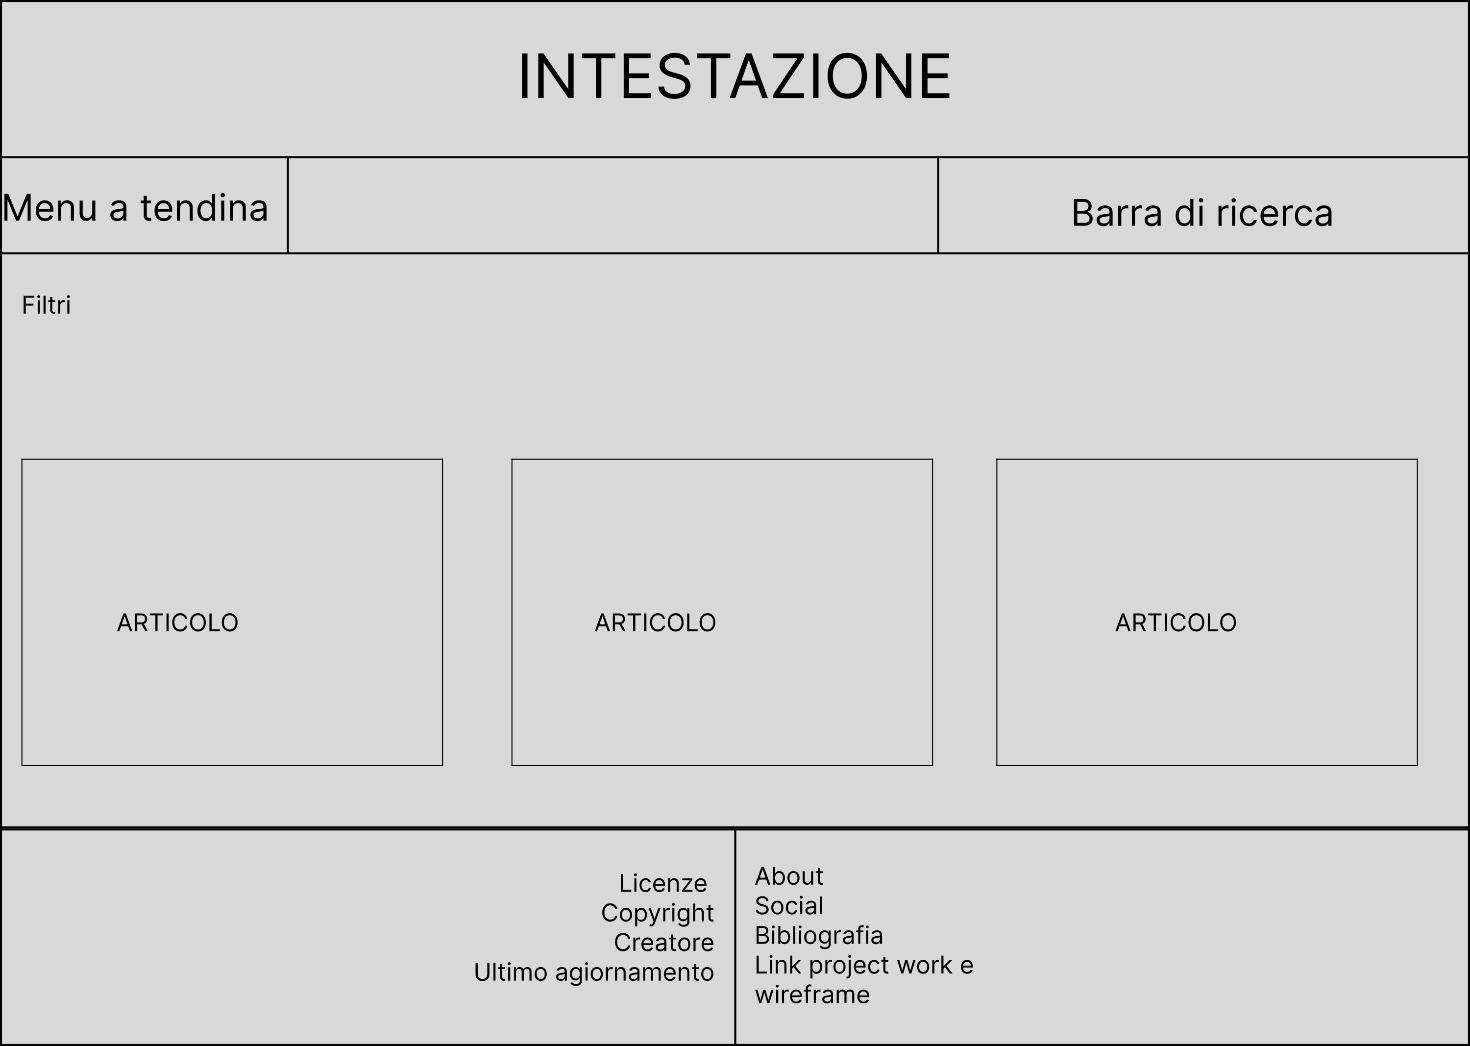 INTESTAZIONE
Menu a tendina
Barra di ricerca
Filtri
ARTICOLO
ARTICOLO
ARTICOLO
Licenze
Copyright
Creatore
Ultimo agiornamento
About
Social
Bibliografia
Link project work e
wireframe